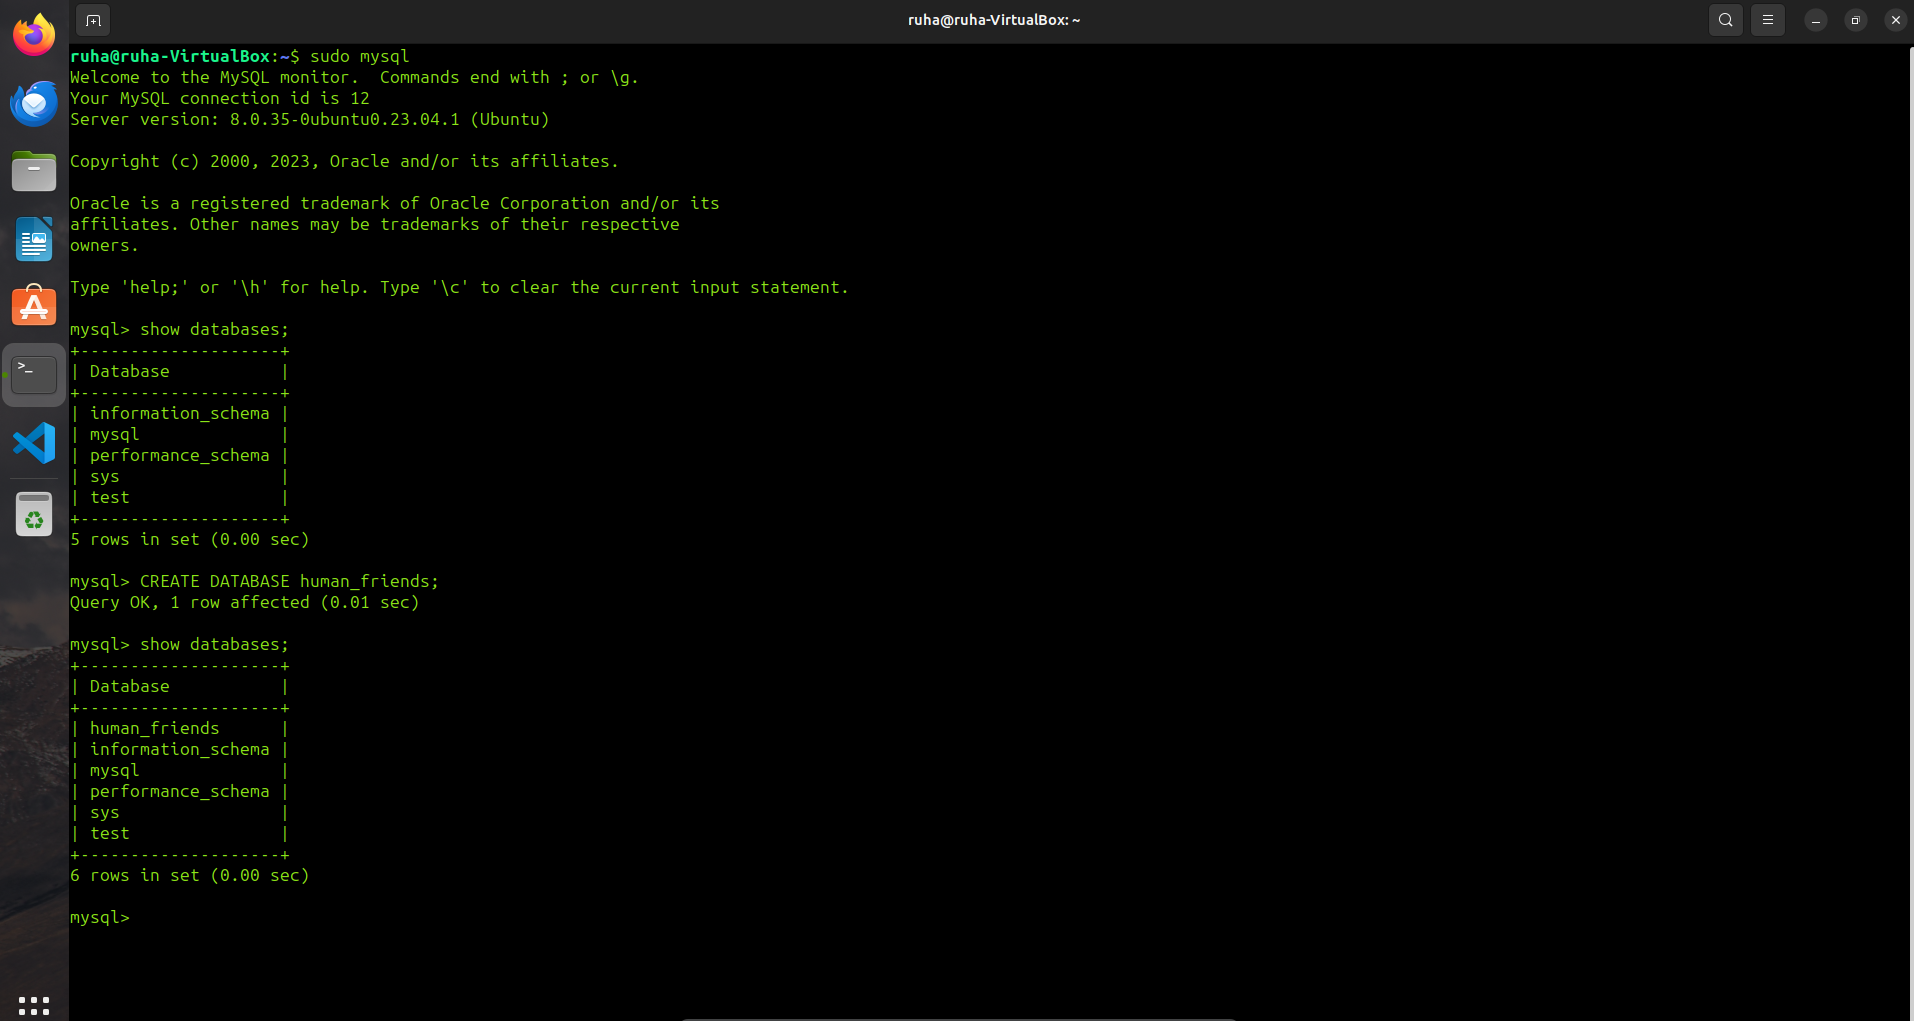 ruha@ruha-VirtualBox: ~
ruha@ruha-VirtualBox:~$ sudo mysql
Welcome to the MySQL monitor.  Commands end with ; or \g.
Your MySQL connection id is 12
Server version: 8.0.35-0ubuntu0.23.04.1 (Ubuntu)
Copyright (c) 2000, 2023, Oracle and/or its affiliates.
Oracle is a registered trademark of Oracle Corporation and/or its
affiliates. Other names may be trademarks of their respective
owners.
Type 'help;' or '\h' for help. Type '\c' to clear the current input statement.
mysql> show databases;
+--------------------+
| Database           |
+--------------------+
| information_schema |
| mysql              |
| performance_schema |
| sys                |
| test               |
+--------------------+
5 rows in set (0.00 sec)
mysql> CREATE DATABASE human_friends;
Query OK, 1 row affected (0.01 sec)
mysql> show databases;
+--------------------+
| Database           |
+--------------------+
| human_friends      |
| information_schema |
| mysql              |
| performance_schema |
| sys                |
| test               |
+--------------------+
6 rows in set (0.00 sec)
mysql>